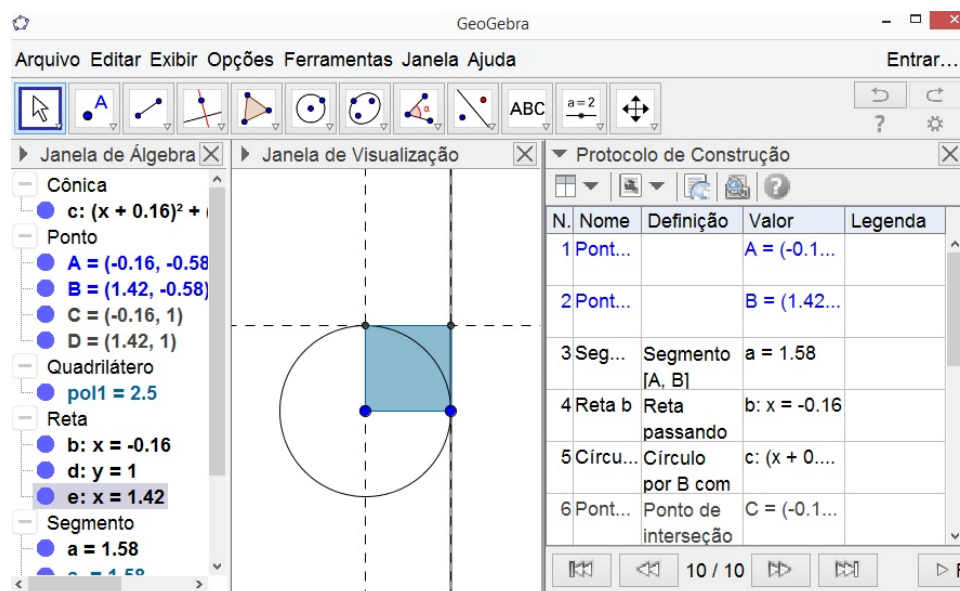 GeoGebra
Arquivo Editar Exibir Opções Ferramentas Janela Ajuda
Entrar...
A
α
ABC
a=2
?
Janela de Álgebra
Cônica
c: (x + 0.16)² + (
Ponto
A = (-0.16, -0.58
B = (1.42, -0.58)
C = (-0.16, 1)
D = (1.42, 1)
Quadrilátero
pol1 = 2.5
Reta
b: x = -0.16
d: y = 1
e: x = 1.42
Segmento
a = 1.58
= 1.58
Janela de Visualização
Protocolo de Construção
?
N. Nome Definição Valor Legenda
1 Pont... A = (-0.1...
2 Pont... B = (1.42...
3 Seg... Segmento a = 1.58
[A, B]
4 Reta b Reta b: x = -0.16
passando
5 Círcu... Círculo c: (x + 0....
por B com
6 Pont... Ponto de C = (-0.1...
interseção
10 / 10